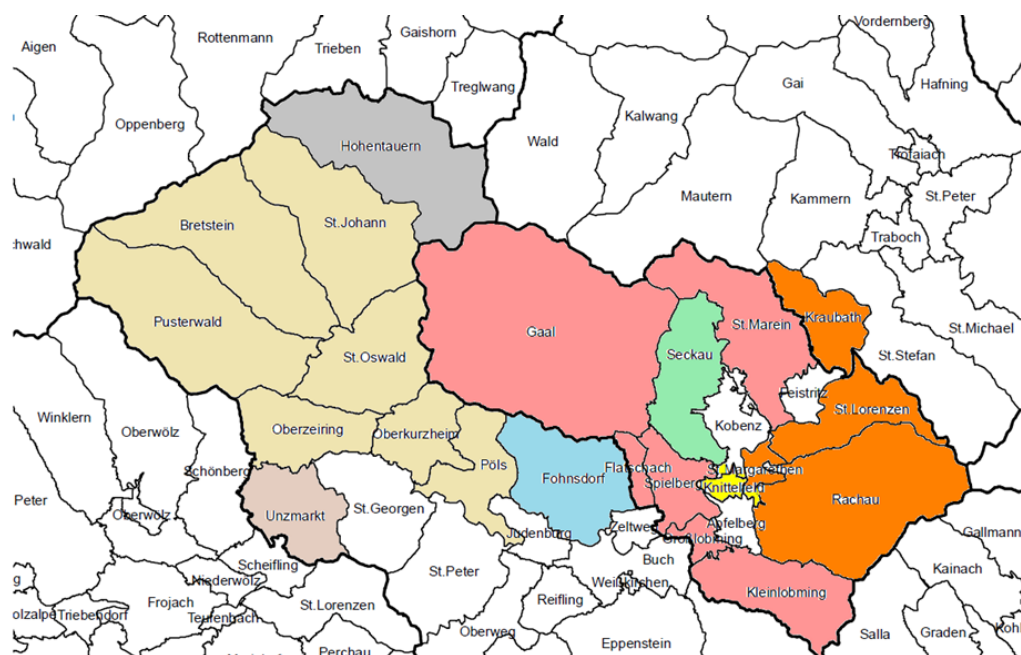 Aigen
Rottenmann
Trieben
Gaishorn
Vordernberg
Treglwang
Gai
Hafning
Oppenberg
Kalwang
Hohentauern
Wald
Trofaiach
St.Peter
Mautern
Kammern
Bretstein
St.Johann
Traboch
chwald
Pusterwald
Gaal
St.Marein
Kraubath
St.Michael
St.Oswald
Seckau
St.Stefan
Feistritz
Winklern
Oberwölz
Kobenz
St.Lorenzen
Oberzeiring
Oberkurzheim
Schönberg
Pöls
Flatschach
St.Margarethen
Fohnsdorf
Spielberg
Knittelfeld
Rachau
Peter
Oberwölz
Unzmarkt
St.Georgen
Judenburg
Zeltweg
Apfelberg
Gallmann
Großlobming
Scheifling
Buch
Kainach
g
Niederwölz
St.Peter
Weißkirchen
Kleinlobming
olzalpe
Triebendorf
Frojach
Teufenbach
St.Lorenzen
Reifling
Oberweg
Eppenstein
Salla
Graden
Perchau